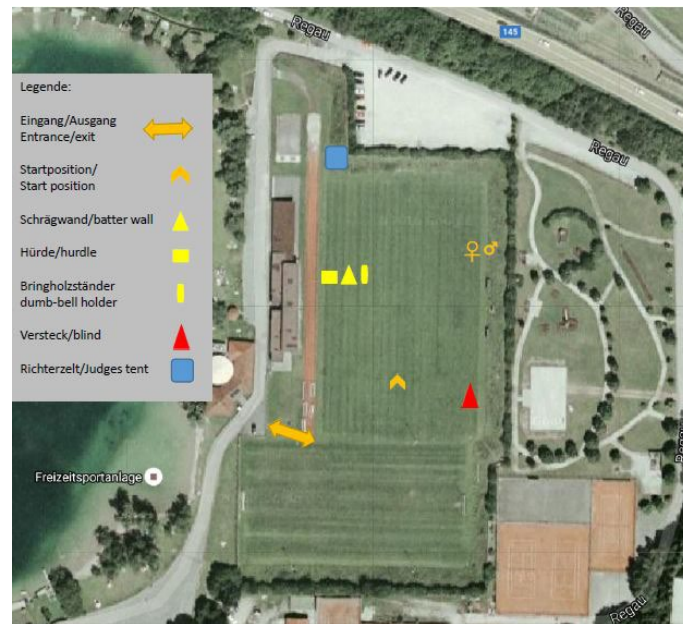 Regau
145
Regau
Legende:
Eingang/Ausgang
Entrance/exit
Startposition/
Start position
Schrägwand/batter wall
Hürde/hurdle
Bringholzständer
dumb-bell holder
Versteck/blind
Richterzelt/Judges tent
Regau
Freizeitsportanlage
Regau
Regau